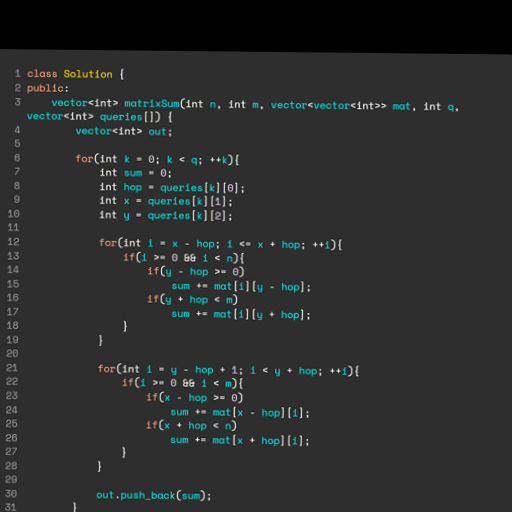 1 class Solution {
2 public:
3     vector<int> matrixSum(int n, int m, vector<vector<int>> mat, int q,
vector<int> queries[]) {
4         vector<int> out;
5
6         for(int k = 0; k < q; ++k){
7             int sum = 0;
8             int hop = queries[k][0];
9             int x = queries[k][1];
10             int y = queries[k][2];
11
12             for(int i = x - hop; i <= x + hop; ++i){
13                 if(i >= 0 && i < n){
14                     if(y - hop >= 0)
15                         sum += mat[i][y - hop];
16                     if(y + hop < m)
17                         sum += mat[i][y + hop];
18                 }
19             }
20
21             for(int i = y - hop + 1; i < y + hop; ++i){
22                 if(i >= 0 && i < m){
23                     if(x - hop >= 0)
24                         sum += mat[x - hop][i];
25                     if(x + hop < n)
26                         sum += mat[x + hop][i];
27                 }
28             }
29
30             out.push_back(sum);
31         }